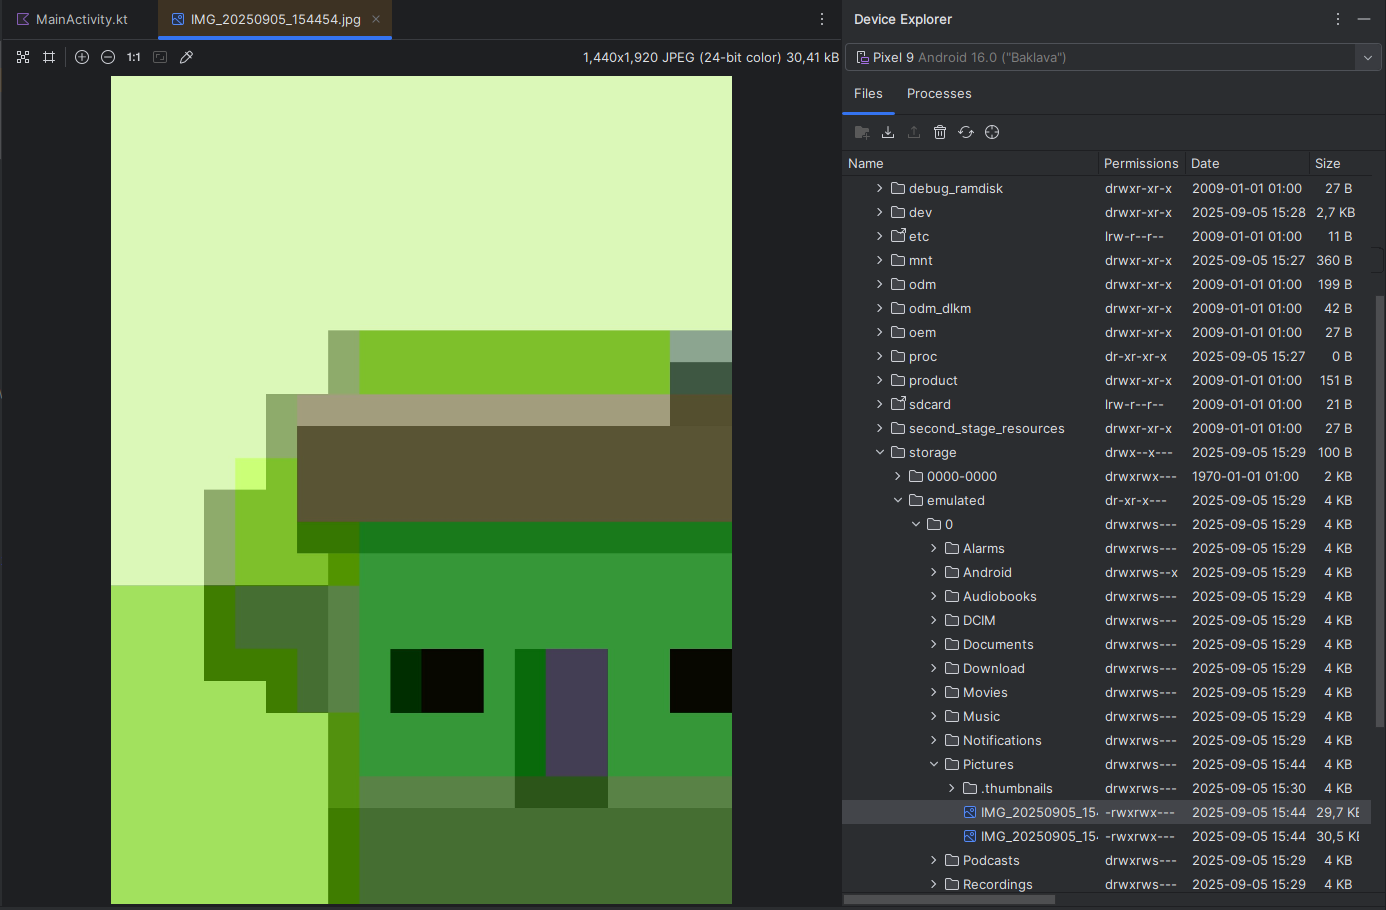 MainActivity.kt
IMG_20250905_154454.jpg
1:1
1,440x1,920 JPEG (24-bit color) 30,41 kB
Device Explorer
Pixel 9 Android 16.0 ("Baklava")
Files Processes
Name Permissions Date Size
debug_ramdisk drwxr-xr-x 2009-01-01 01:00 27 B
dev drwxr-xr-x 2025-09-05 15:28 2,7 KB
etc lrw-r--r-- 2009-01-01 01:00 11 B
mnt drwxr-xr-x 2025-09-05 15:27 360 B
odm drwxr-xr-x 2009-01-01 01:00 199 B
odm_dlkm drwxr-xr-x 2009-01-01 01:00 42 B
oem drwxr-xr-x 2009-01-01 01:00 27 B
proc dr-xr-xr-x 2025-09-05 15:27 0 B
product drwxr-xr-x 2009-01-01 01:00 151 B
sdcard lrw-r--r-- 2009-01-01 01:00 21 B
second_stage_resources drwxr-xr-x 2009-01-01 01:00 27 B
storage drwx--x--- 2025-09-05 15:29 100 B
0000-0000 drwxrwx--- 1970-01-01 01:00 2 KB
emulated dr-xr-x--- 2025-09-05 15:29 4 KB
0 drwxrws--- 2025-09-05 15:29 4 KB
Alarms drwxrws--- 2025-09-05 15:29 4 KB
Android drwxrws--x 2025-09-05 15:29 4 KB
Audiobooks drwxrws--- 2025-09-05 15:29 4 KB
DCIM drwxrws--- 2025-09-05 15:29 4 KB
Documents drwxrws--- 2025-09-05 15:29 4 KB
Download drwxrws--- 2025-09-05 15:29 4 KB
Movies drwxrws--- 2025-09-05 15:29 4 KB
Music drwxrws--- 2025-09-05 15:29 4 KB
Notifications drwxrws--- 2025-09-05 15:29 4 KB
Pictures drwxrws--- 2025-09-05 15:44 4 KB
.thumbnails drwxrws--- 2025-09-05 15:30 4 KB
IMG_20250905_154 -rwxrwx--- 2025-09-05 15:44 29,7 KB
IMG_20250905_154 -rwxrwx--- 2025-09-05 15:44 30,5 KB
Podcasts drwxrws--- 2025-09-05 15:29 4 KB
Recordings drwxrws--- 2025-09-05 15:29 4 KB